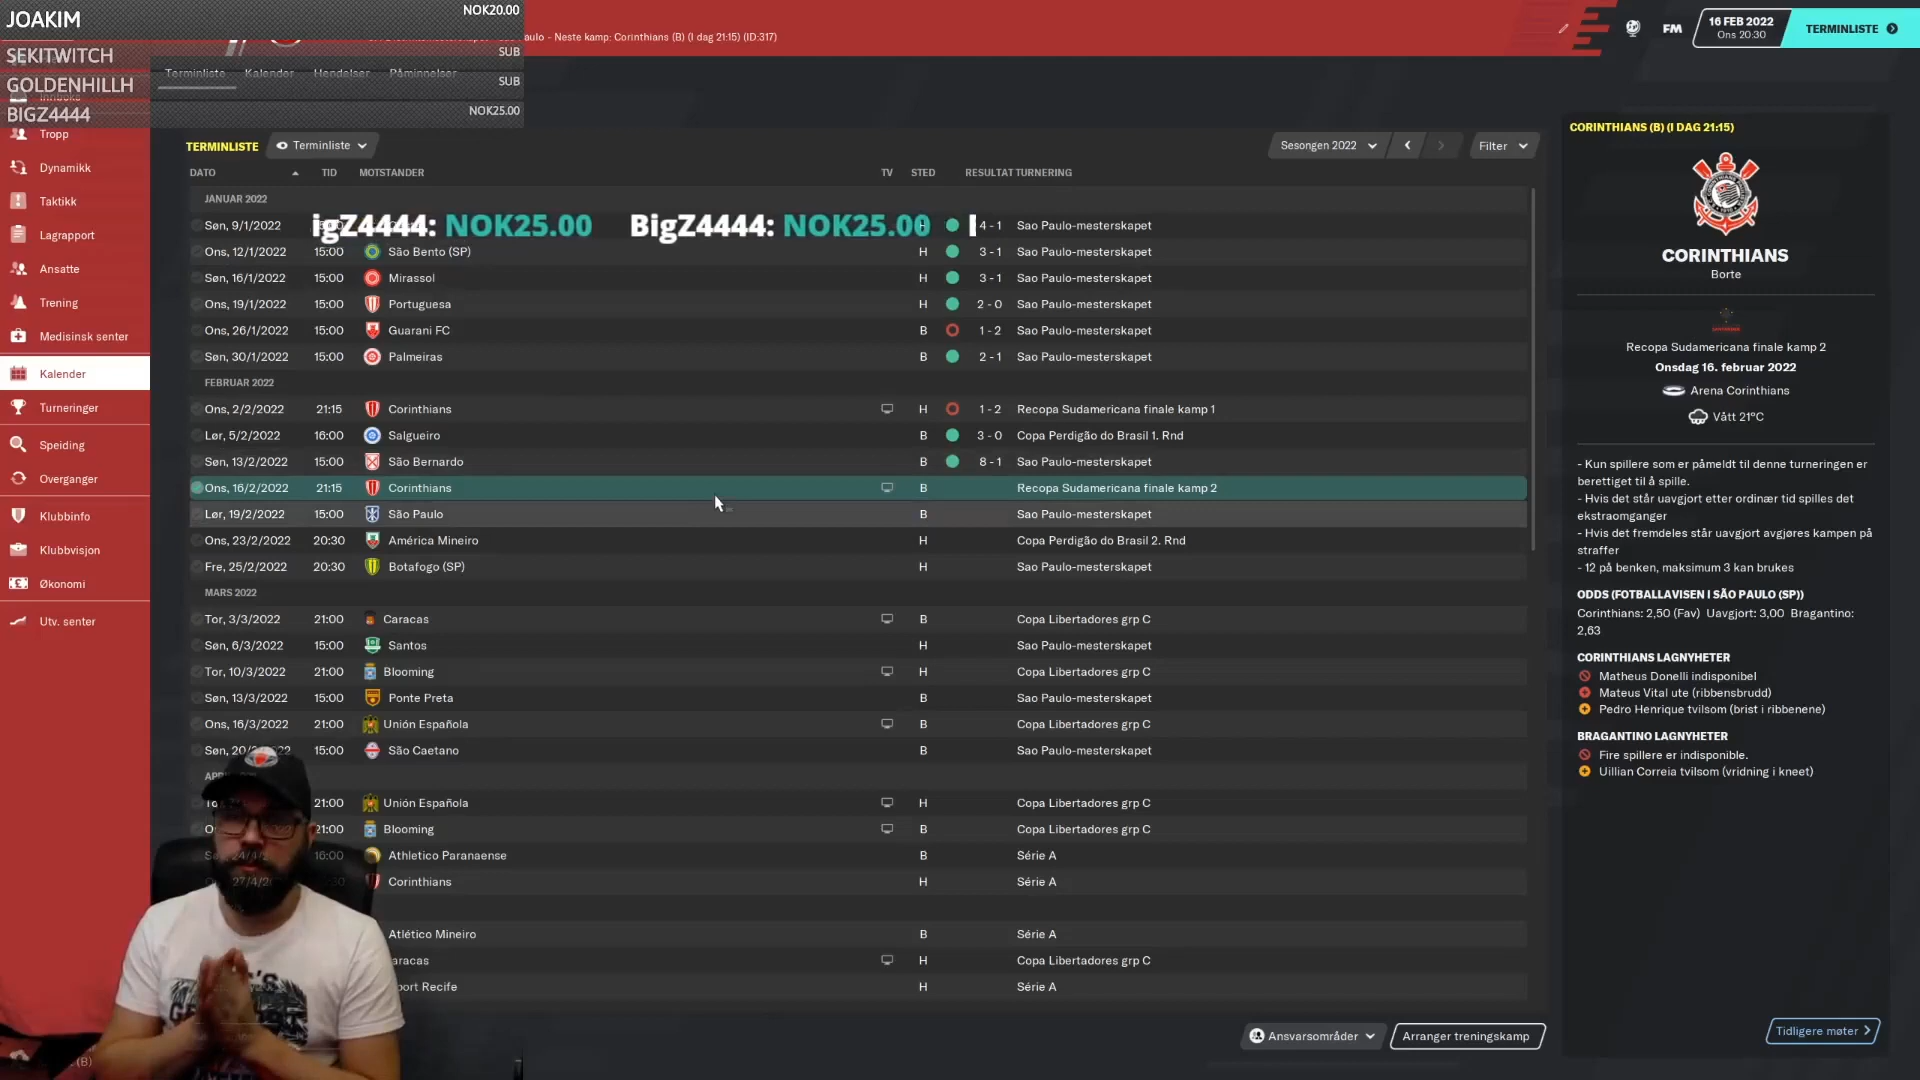 JOAKIM NOK20.00
SEKITWITCH SUB
GOLDENHILLH SUB
BIGZ4444 NOK25.00
aulo - Neste kamp: Corinthians (B) (I dag 21:15) (ID:317)
FM
16 FEB 2022
Ons 20:30
TERMINLISTE
Terminliste Kalender Hendelser Påminnelser
Innboks
Tropp
Dynamikk
Taktikk
Lagrapport
Ansatte
Trening
Medisinsk senter
Kalender
Turneringer
Speiding
Overganger
Klubbinfo
Klubbvisjon
Økonomi
Utv. senter
TERMINLISTE Terminliste
Sesongen 2022 Filter
DATO TID MOTSTANDER TV STED RESULTAT TURNERING
JANUAR 2022
igZ4444: NOK25.00 BigZ4444: NOK25.00
Søn, 9/1/2022 4 - 1 Sao Paulo-mesterskapet
Ons, 12/1/2022 15:00 São Bento (SP) H 3 - 1 Sao Paulo-mesterskapet
Søn, 16/1/2022 15:00 Mirassol H 3 - 1 Sao Paulo-mesterskapet
Ons, 19/1/2022 15:00 Portuguesa H 2 - 0 Sao Paulo-mesterskapet
Ons, 26/1/2022 15:00 Guarani FC B 1 - 2 Sao Paulo-mesterskapet
Søn, 30/1/2022 15:00 Palmeiras B 2 - 1 Sao Paulo-mesterskapet
FEBRUAR 2022
Ons, 2/2/2022 21:15 Corinthians H 1 - 2 Recopa Sudamericana finale kamp 1
Lør, 5/2/2022 16:00 Salgueiro B 3 - 0 Copa Perdigão do Brasil 1. Rnd
Søn, 13/2/2022 15:00 São Bernardo B 8 - 1 Sao Paulo-mesterskapet
Ons, 16/2/2022 21:15 Corinthians B Recopa Sudamericana finale kamp 2
Lør, 19/2/2022 15:00 São Paulo B Sao Paulo-mesterskapet
Ons, 23/2/2022 20:30 América Mineiro H Copa Perdigão do Brasil 2. Rnd
Fre, 25/2/2022 20:30 Botafogo (SP) H Sao Paulo-mesterskapet
MARS 2022
Tor, 3/3/2022 21:00 Caracas B Copa Libertadores grp C
Søn, 6/3/2022 15:00 Santos H Sao Paulo-mesterskapet
Tor, 10/3/2022 21:00 Blooming H Copa Libertadores grp C
Søn, 13/3/2022 15:00 Ponte Preta B Sao Paulo-mesterskapet
Ons, 16/3/2022 21:00 Unión Española B Copa Libertadores grp C
Søn, 20/ 22 15:00 São Caetano B Sao Paulo-mesterskapet
APR
21:00 Unión Española H Copa Libertadores grp C
21:00 Blooming B Copa Libertadores grp C
16:00 Athletico Paranaense B Série A
27/4/20 Corinthians H Série A
Atlético Mineiro B Série A
aracas H Copa Libertadores grp C
port Recife H Série A
(B)
Ansvarsområder Arranger treningskamp
CORINTHIANS (B) (I DAG 21:15)
CORINTHIANS
Borte
Recopa Sudamericana finale kamp 2
Onsdag 16. februar 2022
Arena Corinthians
Vått 21°C
- Kun spillere som er påmeldt til denne turneringen er
berettiget til å spille.
- Hvis det står uavgjort etter ordinær tid spilles det
ekstraomganger
- Hvis det fremdeles står uavgjort avgjøres kampen på
straffer
- 12 på benken, maksimum 3 kan brukes
ODDS (FOTBALLAVISEN I SÃO PAULO (SP))
Corinthians: 2,50 (Fav) Uavgjort: 3,00 Bragantino:
2,63
CORINTHIANS LAGNYHETER
Matheus Donelli indisponibel
Mateus Vital ute (ribbensbrudd)
Pedro Henrique tvilsom (brist i ribbenene)
BRAGANTINO LAGNYHETER
Fire spillere er indisponible.
Uillian Correia tvilsom (vridning i kneet)
Tidligere møter